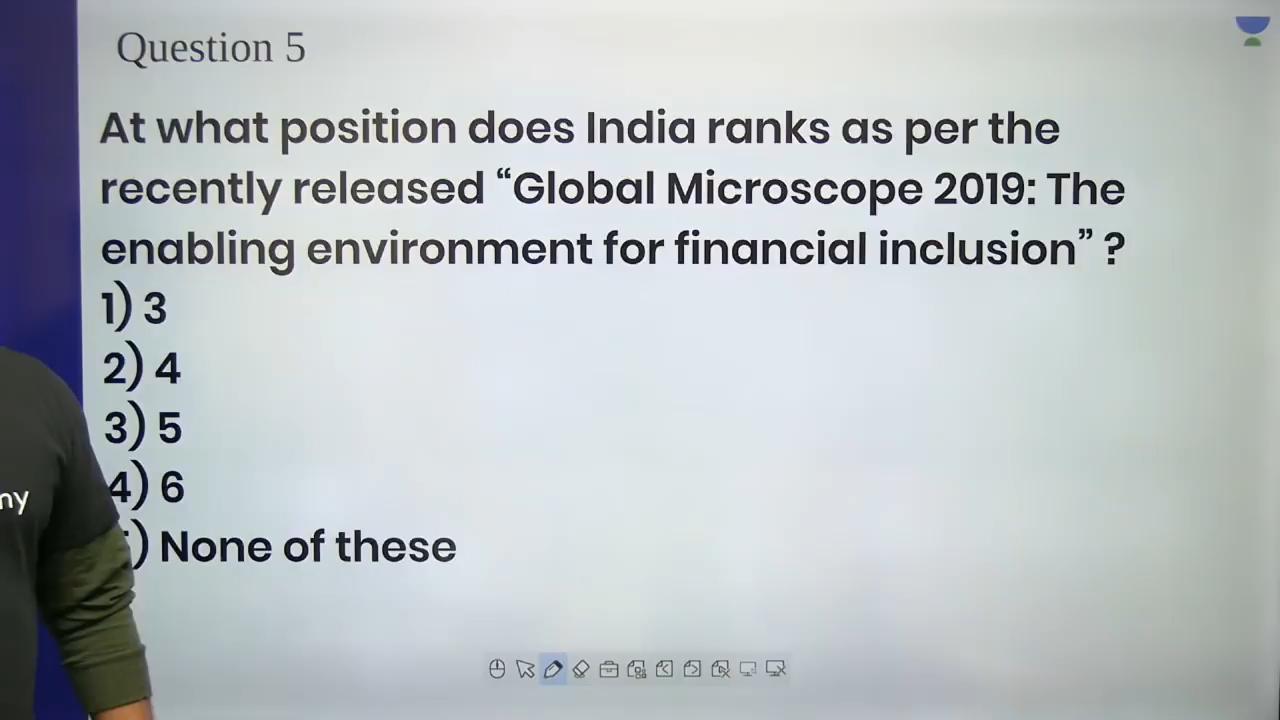 Question 5
At what position does India ranks as per the
recently released “Global Microscope 2019: The
enabling environment for financial inclusion” ?
1) 3
2) 4
3) 5
4) 6
) None of these
ny